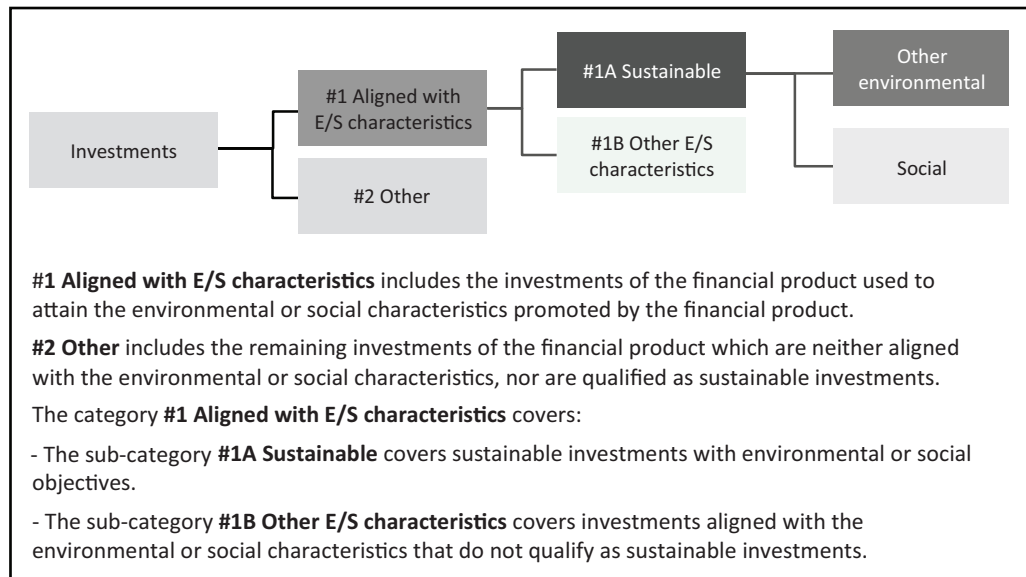 Investments
#1 Aligned with
E/S characteristics
#2 Other
#1A Sustainable
#1B Other E/S
characteristics
Other
environmental
Social
#1 Aligned with E/S characteristics includes the investments of the financial product used to
attain the environmental or social characteristics promoted by the financial product.
#2 Other includes the remaining investments of the financial product which are neither aligned
with the environmental or social characteristics, nor are qualified as sustainable investments.
The category #1 Aligned with E/S characteristics covers:
- The sub-category #1A Sustainable covers sustainable investments with environmental or social
objectives.
- The sub-category #1B Other E/S characteristics covers investments aligned with the
environmental or social characteristics that do not qualify as sustainable investments.